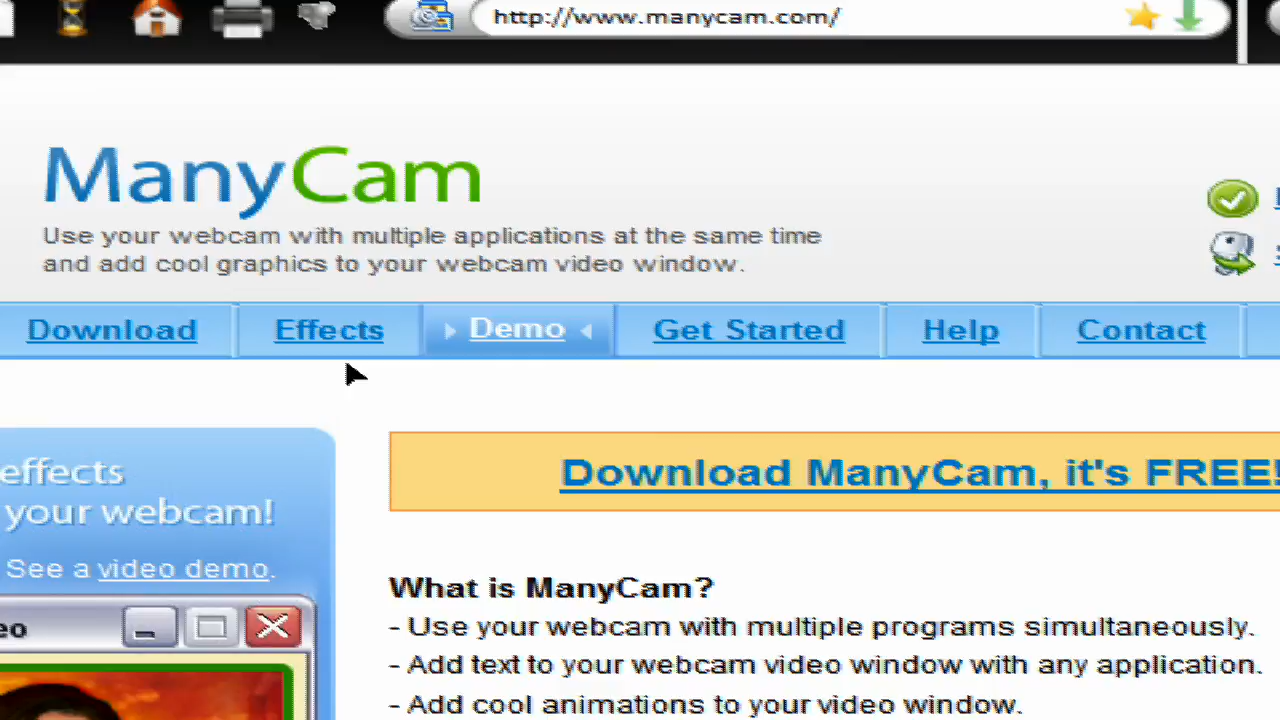 http://www.manycam.com/
ManyCam
Use your webcam with multiple applications at the same time
and add cool graphics to your webcam video window.
Download Effects Demo Get Started Help Contact
effects
your webcam!
See a video demo.
eo
Download ManyCam, it's FREE!
What is ManyCam?
- Use your webcam with multiple programs simultaneously.
- Add text to your webcam video window with any application.
- Add cool animations to your video window.